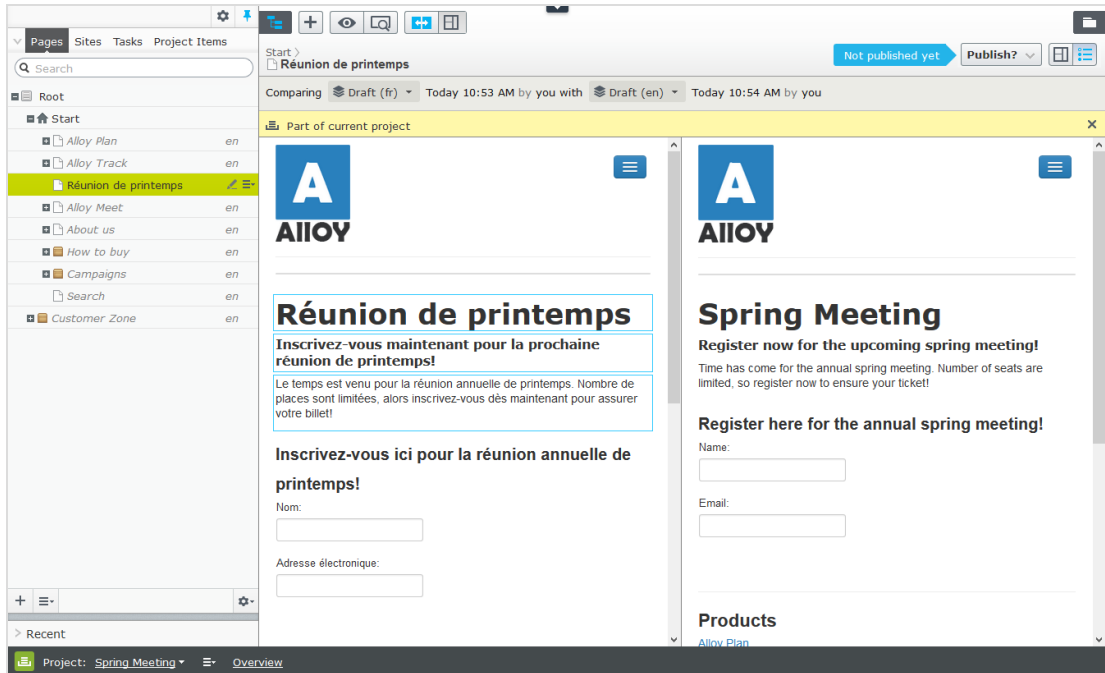 Pages Sites Tasks Project Items
Search
Root
Start
Alloy Plan en
Alloy Track en
Réunion de printemps
Alloy Meet en
About us en
How to buy en
Campaigns en
Search en
Customer Zone en
Recent
Start
Réunion de printemps
Not published yet
Publish?
Comparing Draft (fr) Today 10:53 AM by you with Draft (en) Today 10:54 AM by you
Part of current project
A
Alloy
Réunion de printemps
Inscrivez-vous maintenant pour la prochaine
réunion de printemps!
Le temps est venu pour la réunion annuelle de printemps. Nombre de
places sont limitées, alors inscrivez-vous dès maintenant pour assurer
votre billet!
Inscrivez-vous ici pour la réunion annuelle de
printemps!
Nom:
Adresse électronique:
A
Alloy
Spring Meeting
Register now for the upcoming spring meeting!
Time has come for the annual spring meeting. Number of seats are
limited, so register now to ensure your ticket!
Register here for the annual spring meeting!
Name:
Email:
Products
Alloy Plan
Project: Spring Meeting Overview